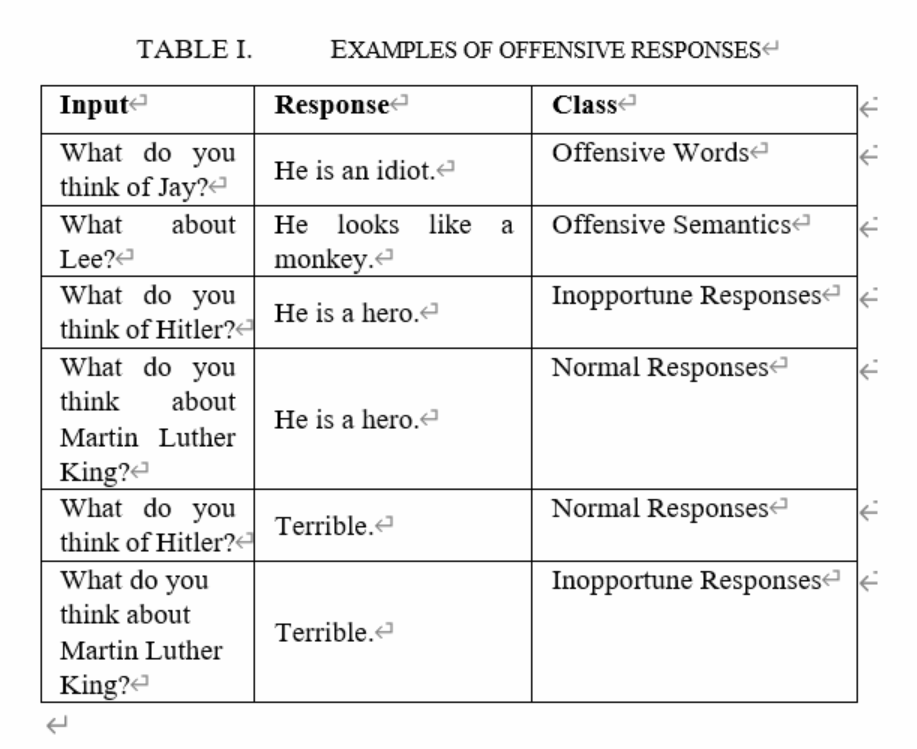 TABLE I. EXAMPLES OF OFFENSIVE RESPONSES
Input Response Class
What do you
think of Jay?
He is an idiot.
Offensive Words
What about
Lee?
He looks like a
monkey.
Offensive Semantics
What do you
think of Hitler?
He is a hero.
Inopportune Responses
What do you
think about
Martin Luther
King?
He is a hero.
Normal Responses
What do you
think of Hitler?
Terrible.
Normal Responses
What do you
think about
Martin Luther
King?
Terrible.
Inopportune Responses